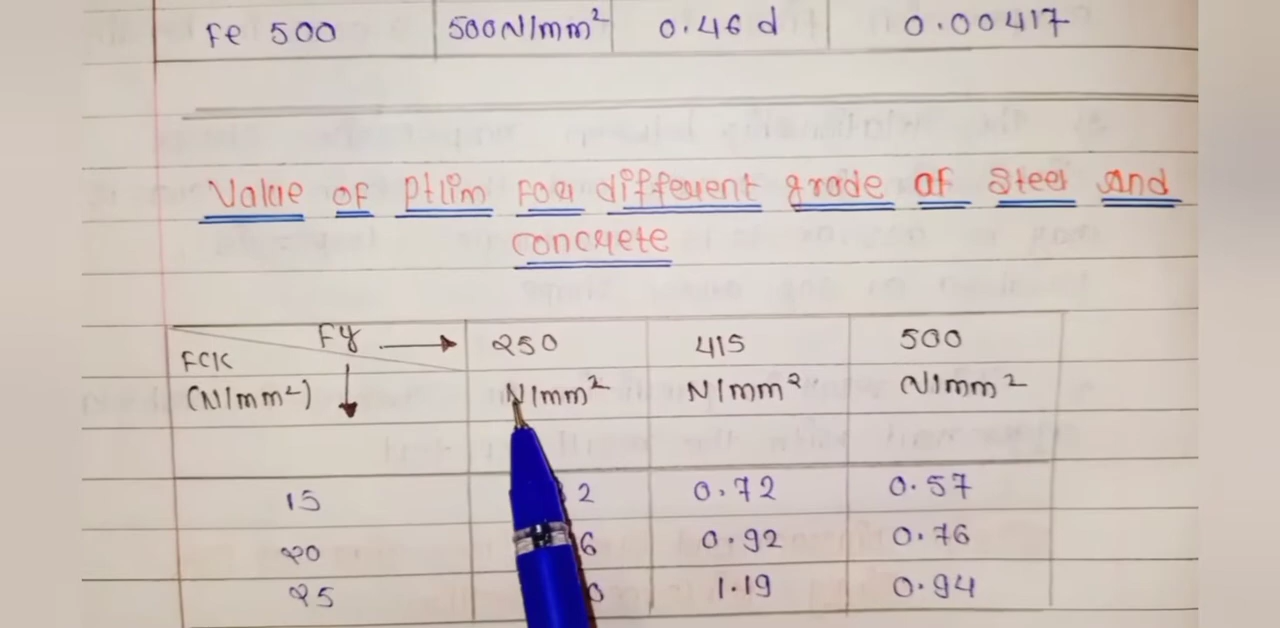 Fe 500 500N/mm² 0.46 d 0.00417
Value of Ptlim For different grade of Steel and
concrete
Fy 250 415 500
FCK
(N/mm²) N/mm² N/mm² N/mm²
15 2 0.72 0.57
20 6 0.92 0.76
25 0 1.19 0.94